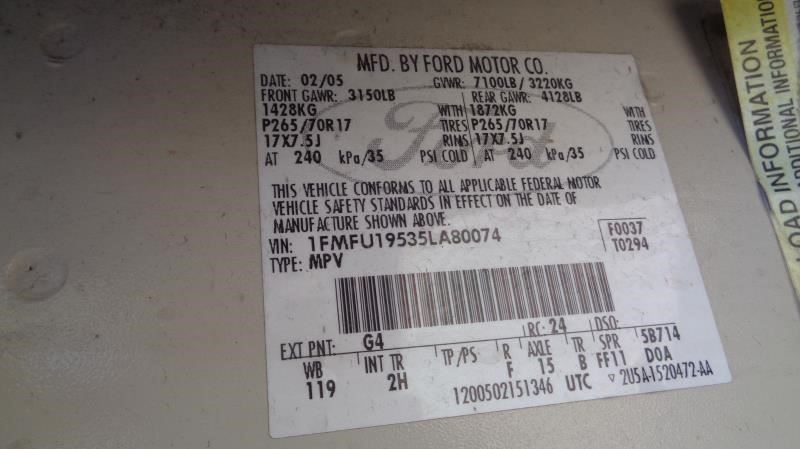 MFD. BY FORD MOTOR CO.
DATE: 02/05 GVWR: 7100LB/ 3220KG
FRONT GAWR: 3150LB REAR GAWR: 4128LB
1428KG WITH 1872KG WITH
P265/70R17 TIRES P265/70R17 TIRES
17X7.5J RIMS 17X7.5J RIMS
AT 240 kPa/35 PSI COLD AT 240 kPa/35 PSI COLD
Ford
THIS VEHICLE CONFORMS TO ALL APPLICABLE FEDERAL MOTOR
VEHICLE SAFETY STANDARDS IN EFFECT ON THE DATE OF
MANUFACTURE SHOWN ABOVE.
VIN: 1FMFU19535LA80074 F0037
TYPE: MPV T0294
EXT PNT: G4 RC: 24 DSO:
WB INT TR TP/PS R AXLE TR SPR 5B714
119 2H F 15 B FF11 DOA
1200502151346 UTC ▽ 2U5A-1520472-AA
LOAD INFORMATION
ADDITIONAL INFORMATION